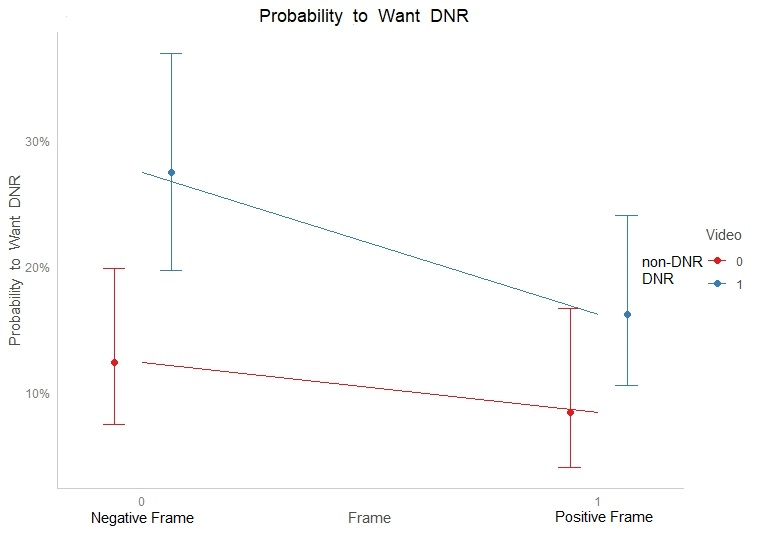 Probability to Want DNR
Probability to Want DNR
30%
20%
10%
0
1
Negative Frame
Frame
Positive Frame
Video
non-DNR 0
DNR 1